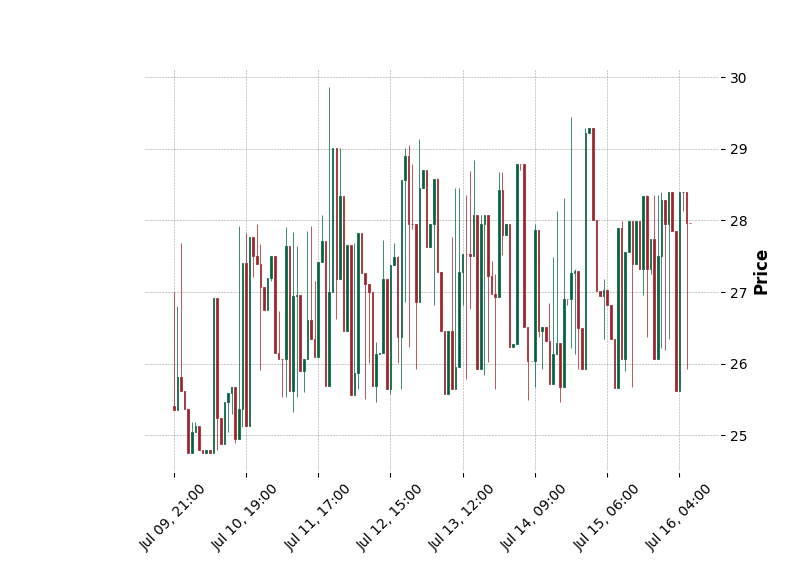 30
29
28
27
26
25
Price
Jul 09, 21:00
Jul 10, 19:00
Jul 11, 17:00
Jul 12, 15:00
Jul 13, 12:00
Jul 14, 09:00
Jul 15, 06:00
Jul 16, 04:00